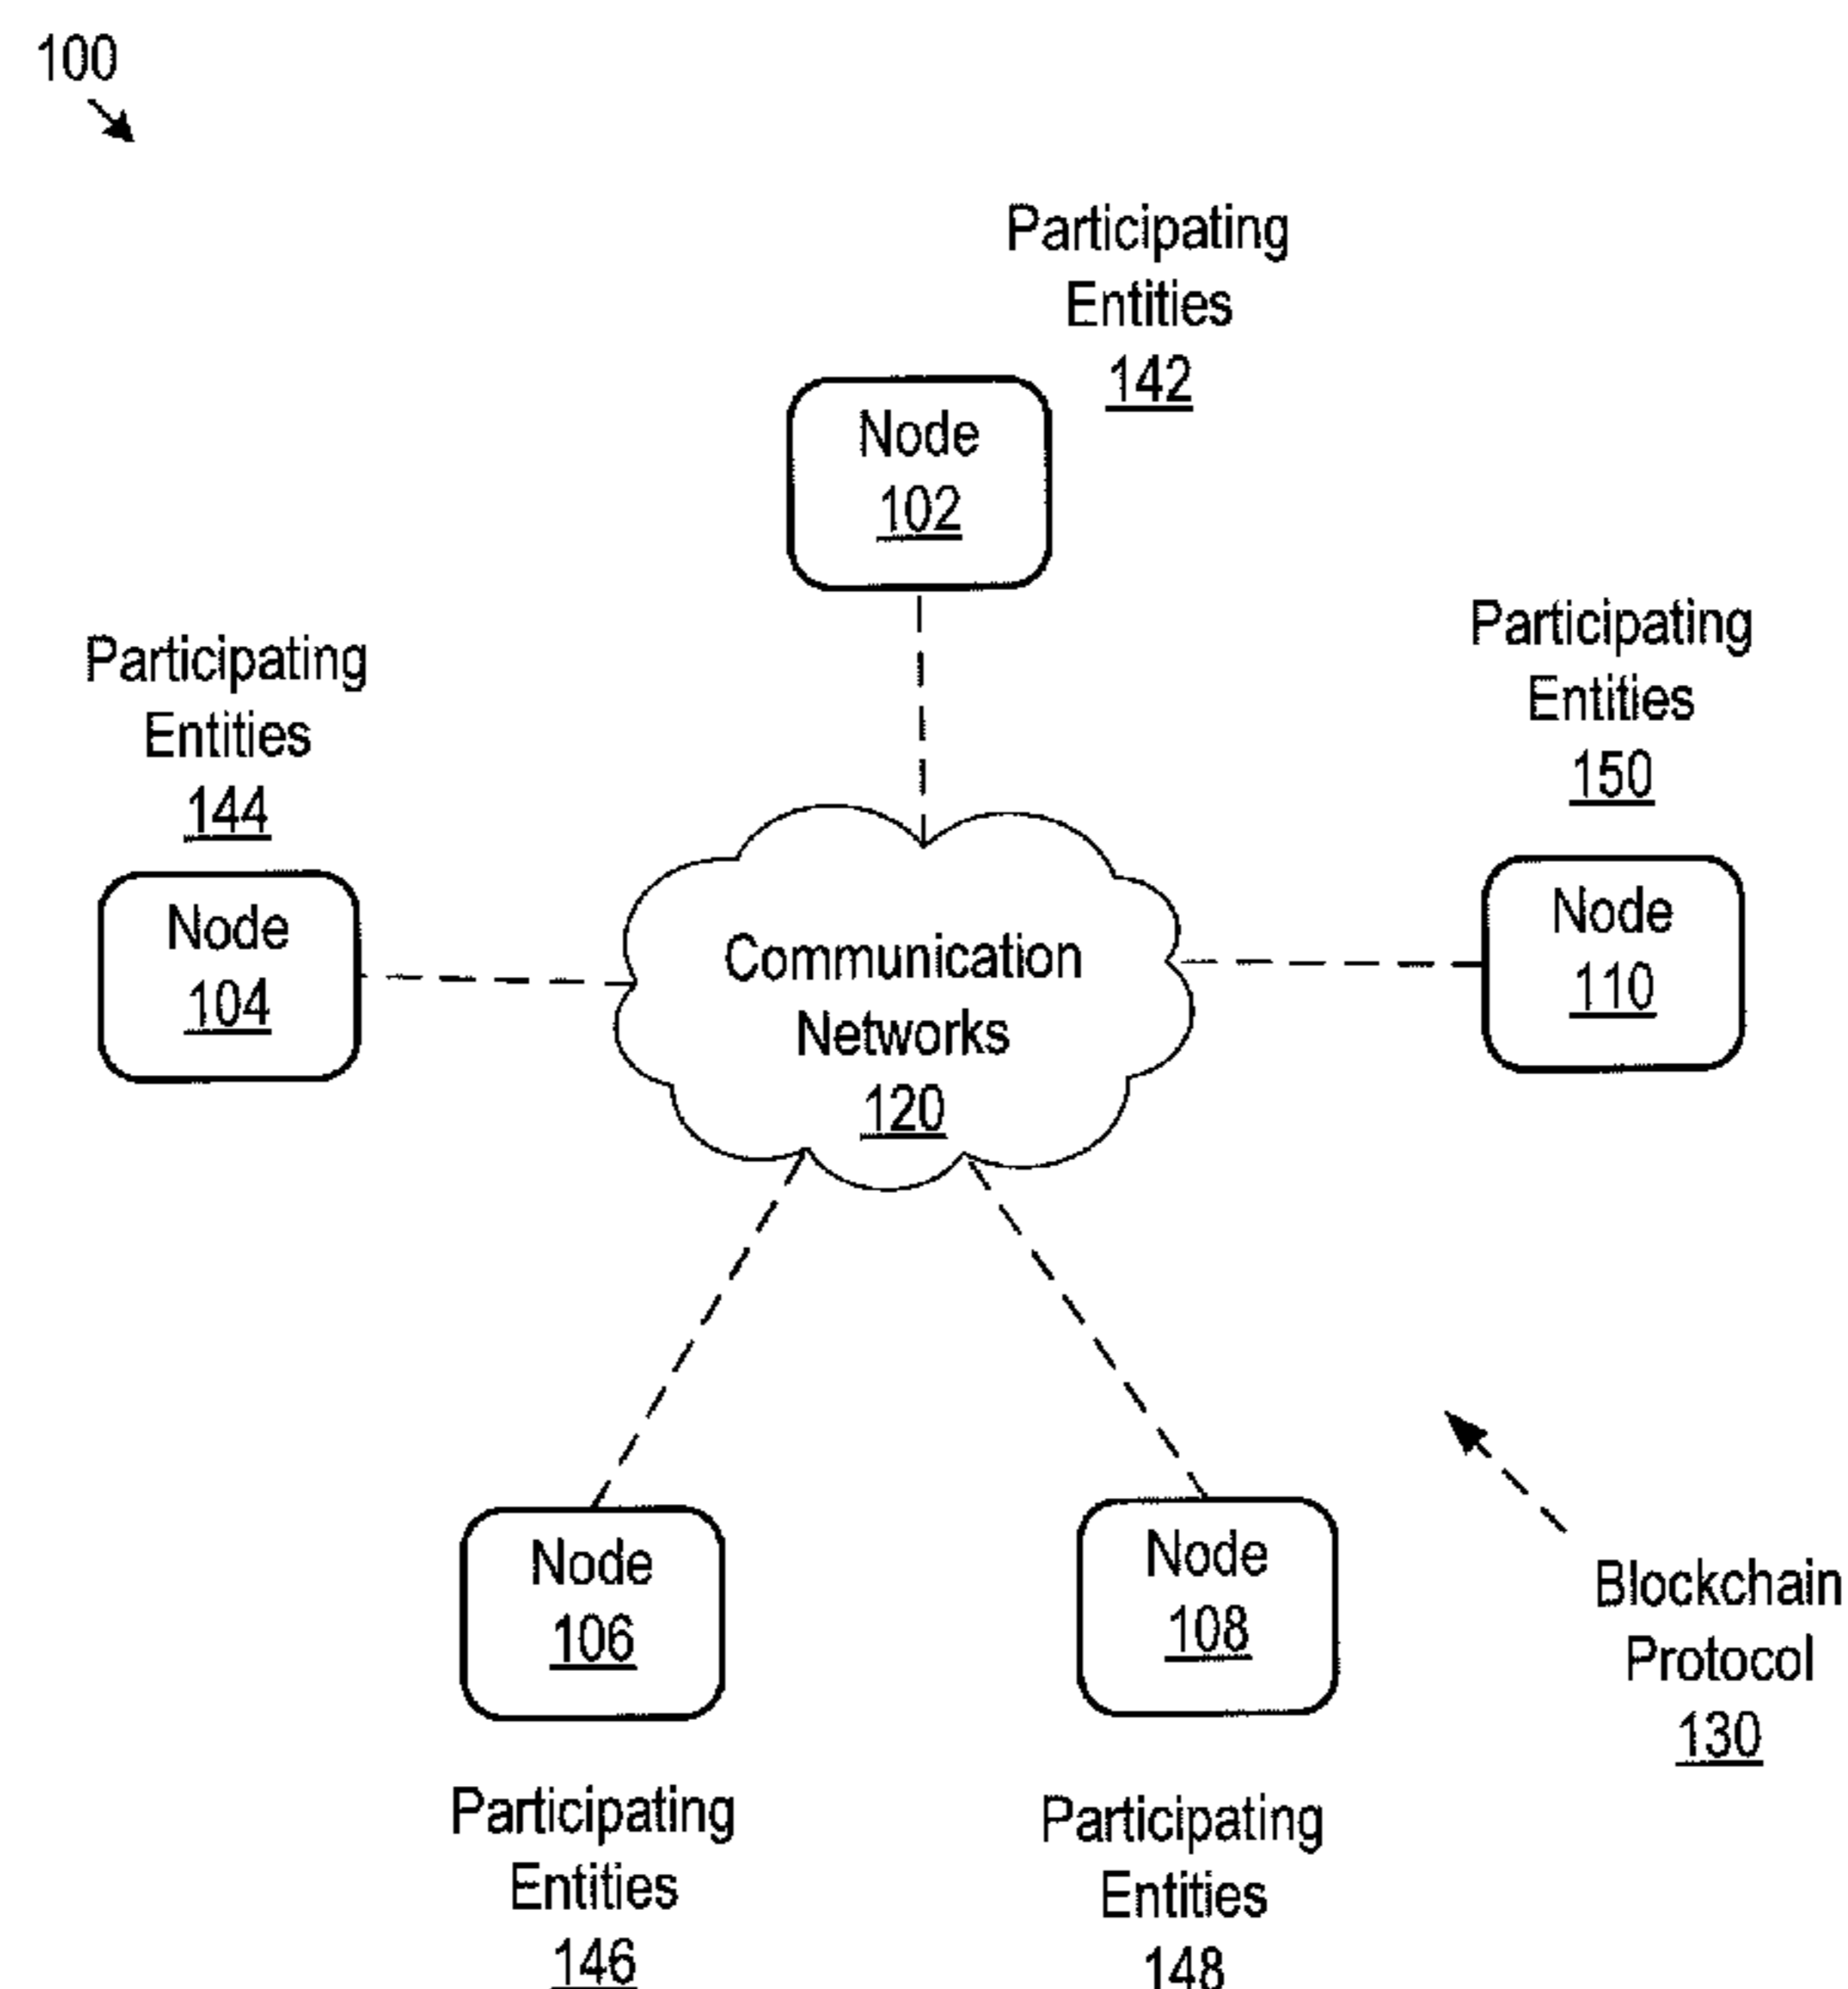 100
Participating
Entities
142
Node
102
Participating
Entities
144
Participating
Entities
150
Node
104
Communication
Networks
120
Node
110
Node
106
Node
108
Blockchain
Protocol
130
Participating
Entities
146
Participating
Entities
148